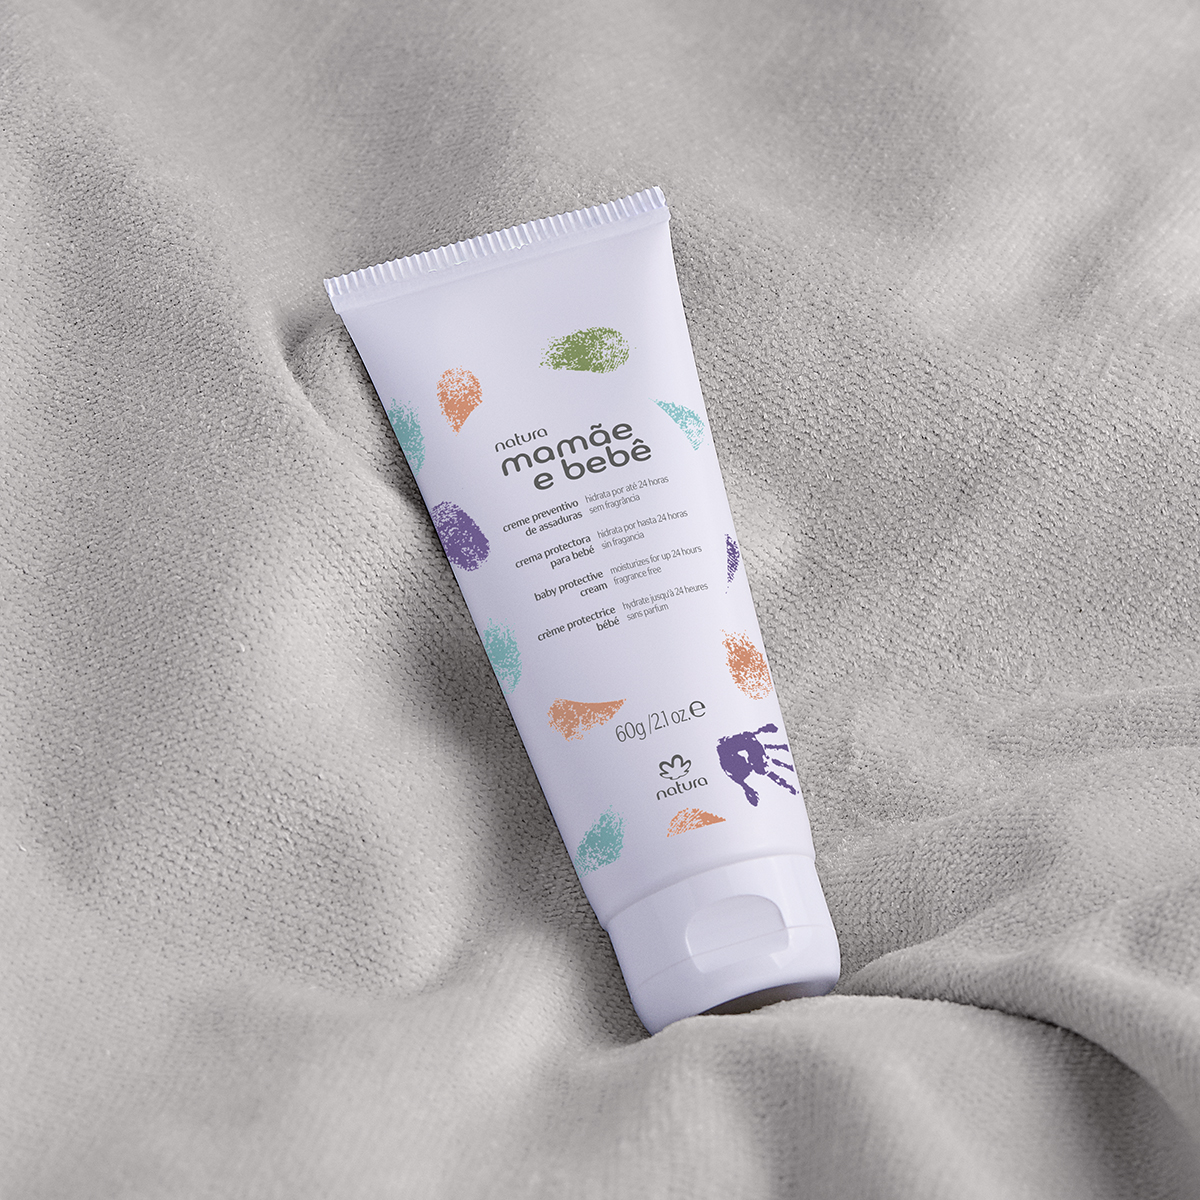 natura
mamãe
e bebê
creme preventivo
de assaduras
hidrata por até 24 horas
sem fragrância
crema protectora
para bebé
hidrata por hasta 24 horas
sin fragancia
baby protective
cream
moisturizes for up 24 hours
fragrance free
crème protectrice
bébé
hydrate jusqu'à 24 heures
sans parfum
60g/2.1 oz.e
natura